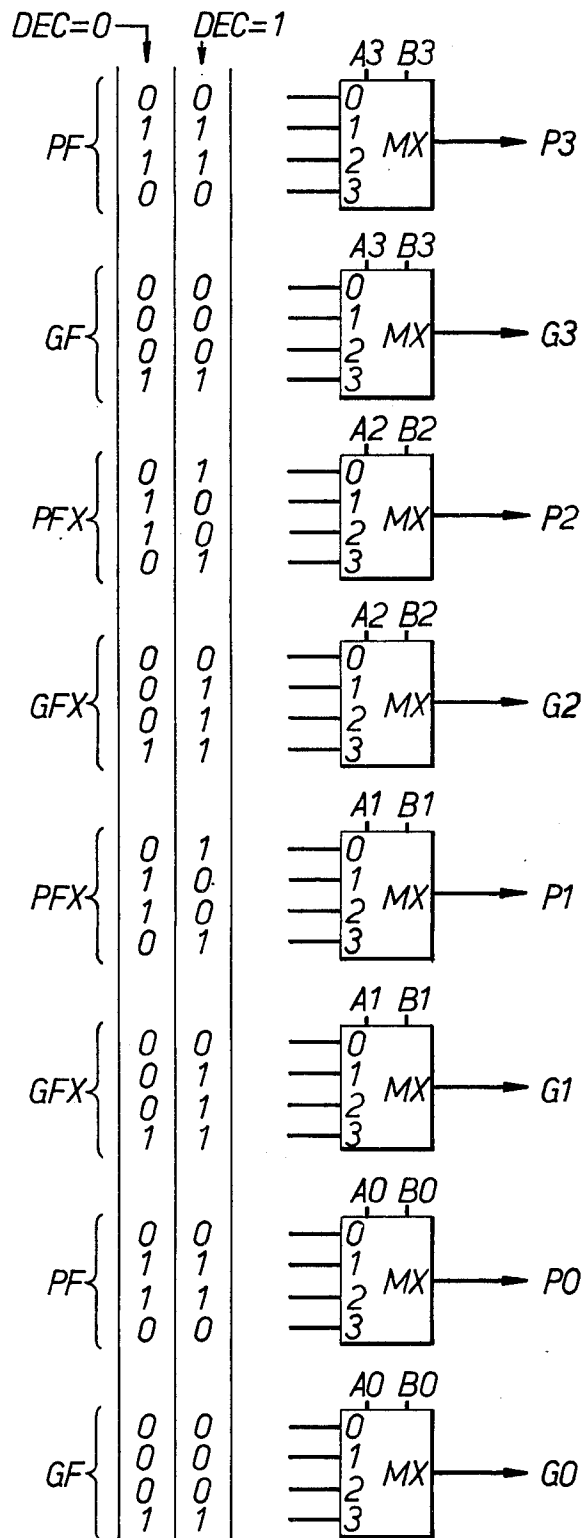 DEC=0 DEC=1
A3 B3
0 0 0
1 1 1
PF MX P3
1 1 2
0 0 3
A3 B3
0 0 0
0 0 1
GF MX G3
0 0 2
1 1 3
A2 B2
0 1 0
1 0 1
PFX MX P2
1 0 2
0 1 3
A2 B2
0 0 0
0 1 1
GFX MX G2
0 1 2
1 1 3
A1 B1
0 1 0
1 0 1
PFX MX P1
1 0 2
0 1 3
A1 B1
0 0 0
0 1 1
GFX MX G1
0 1 2
1 1 3
A0 B0
0 0 0
1 1 1
PF MX P0
1 1 2
0 0 3
A0 B0
0 0 0
0 0 1
GF MX G0
0 0 2
1 1 3